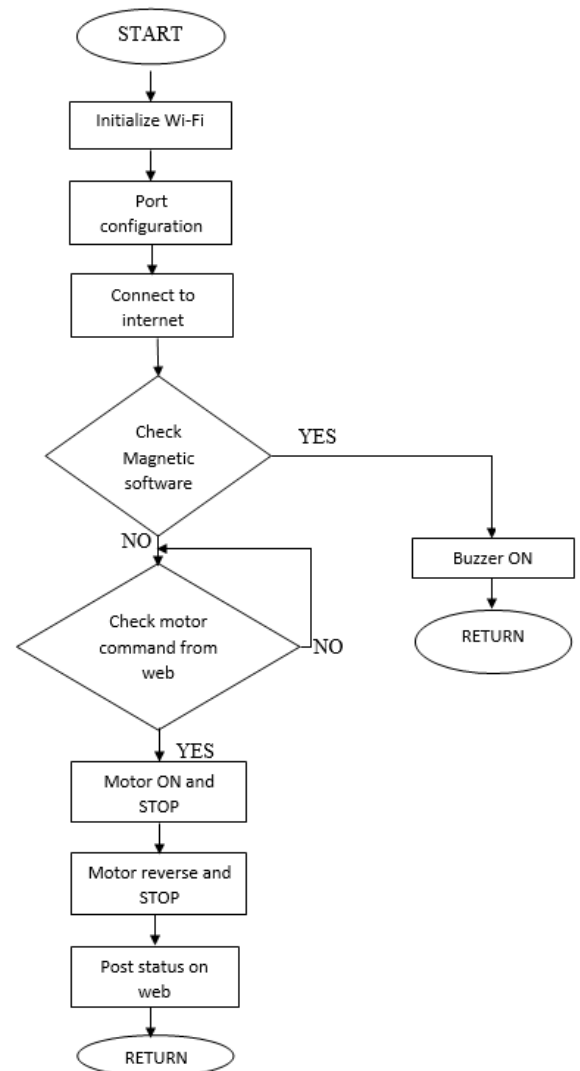 START
Initialize Wi-Fi
Port
configuration
Connect to
internet
Check
Magnetic
software
YES
NO
Buzzer ON
RETURN
Check motor
command from
web
NO
YES
Motor ON and
STOP
Motor reverse and
STOP
Post status on
web
RETURN